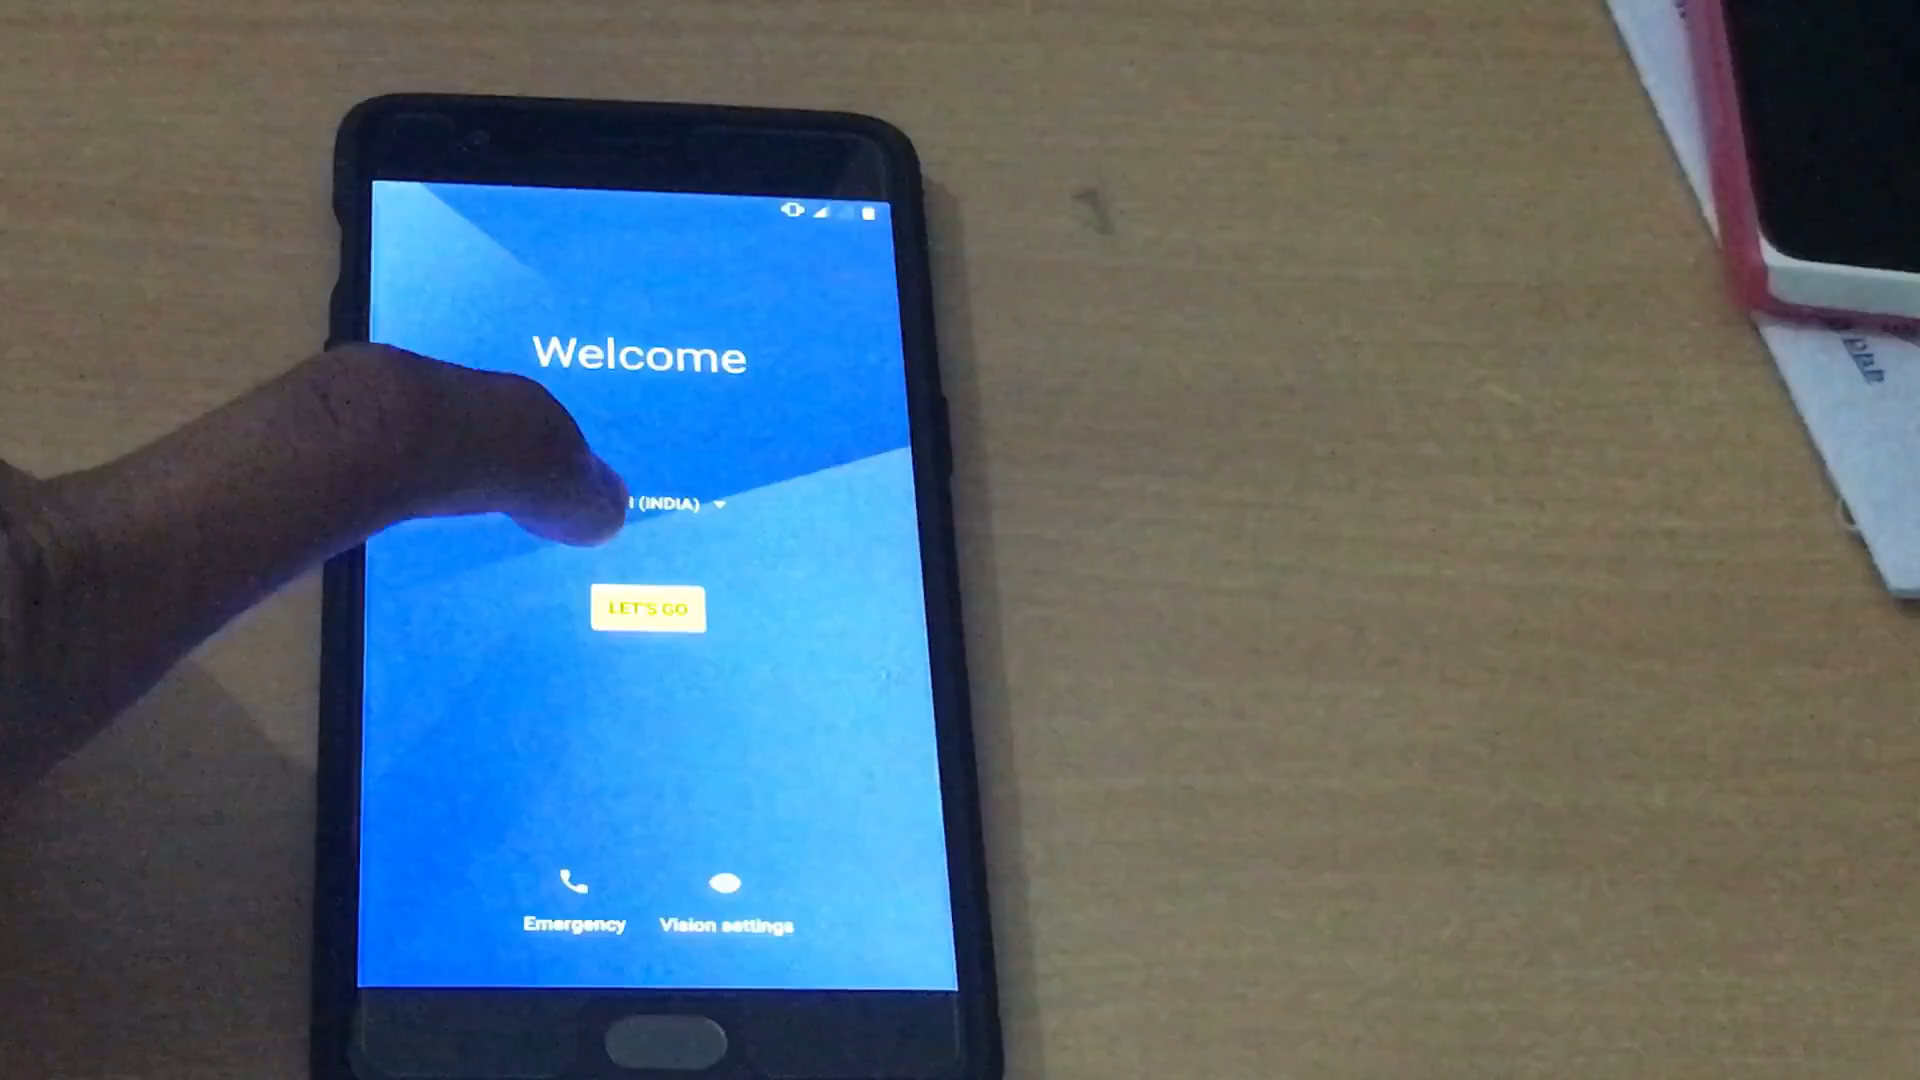 Welcome
(INDIA)
LET'S GO
Emergency
Vision settings